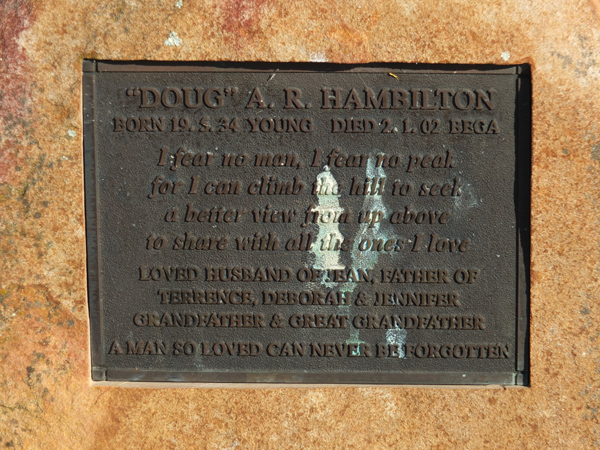 "DOUG" A. R. HAMBILTON
BORN 19. 5. 34 YOUNG DIED 2. 1. 02 BEGA
I fear no man, I fear no peak
for I can climb the hill to seek
a better view from up above
to share with all the ones I love
LOVED HUSBAND OF JEAN, FATHER OF
TERRENCE, DEBORAH & JENNIFER
GRANDFATHER & GREAT GRANDFATHER
A MAN SO LOVED CAN NEVER BE FORGOTTEN